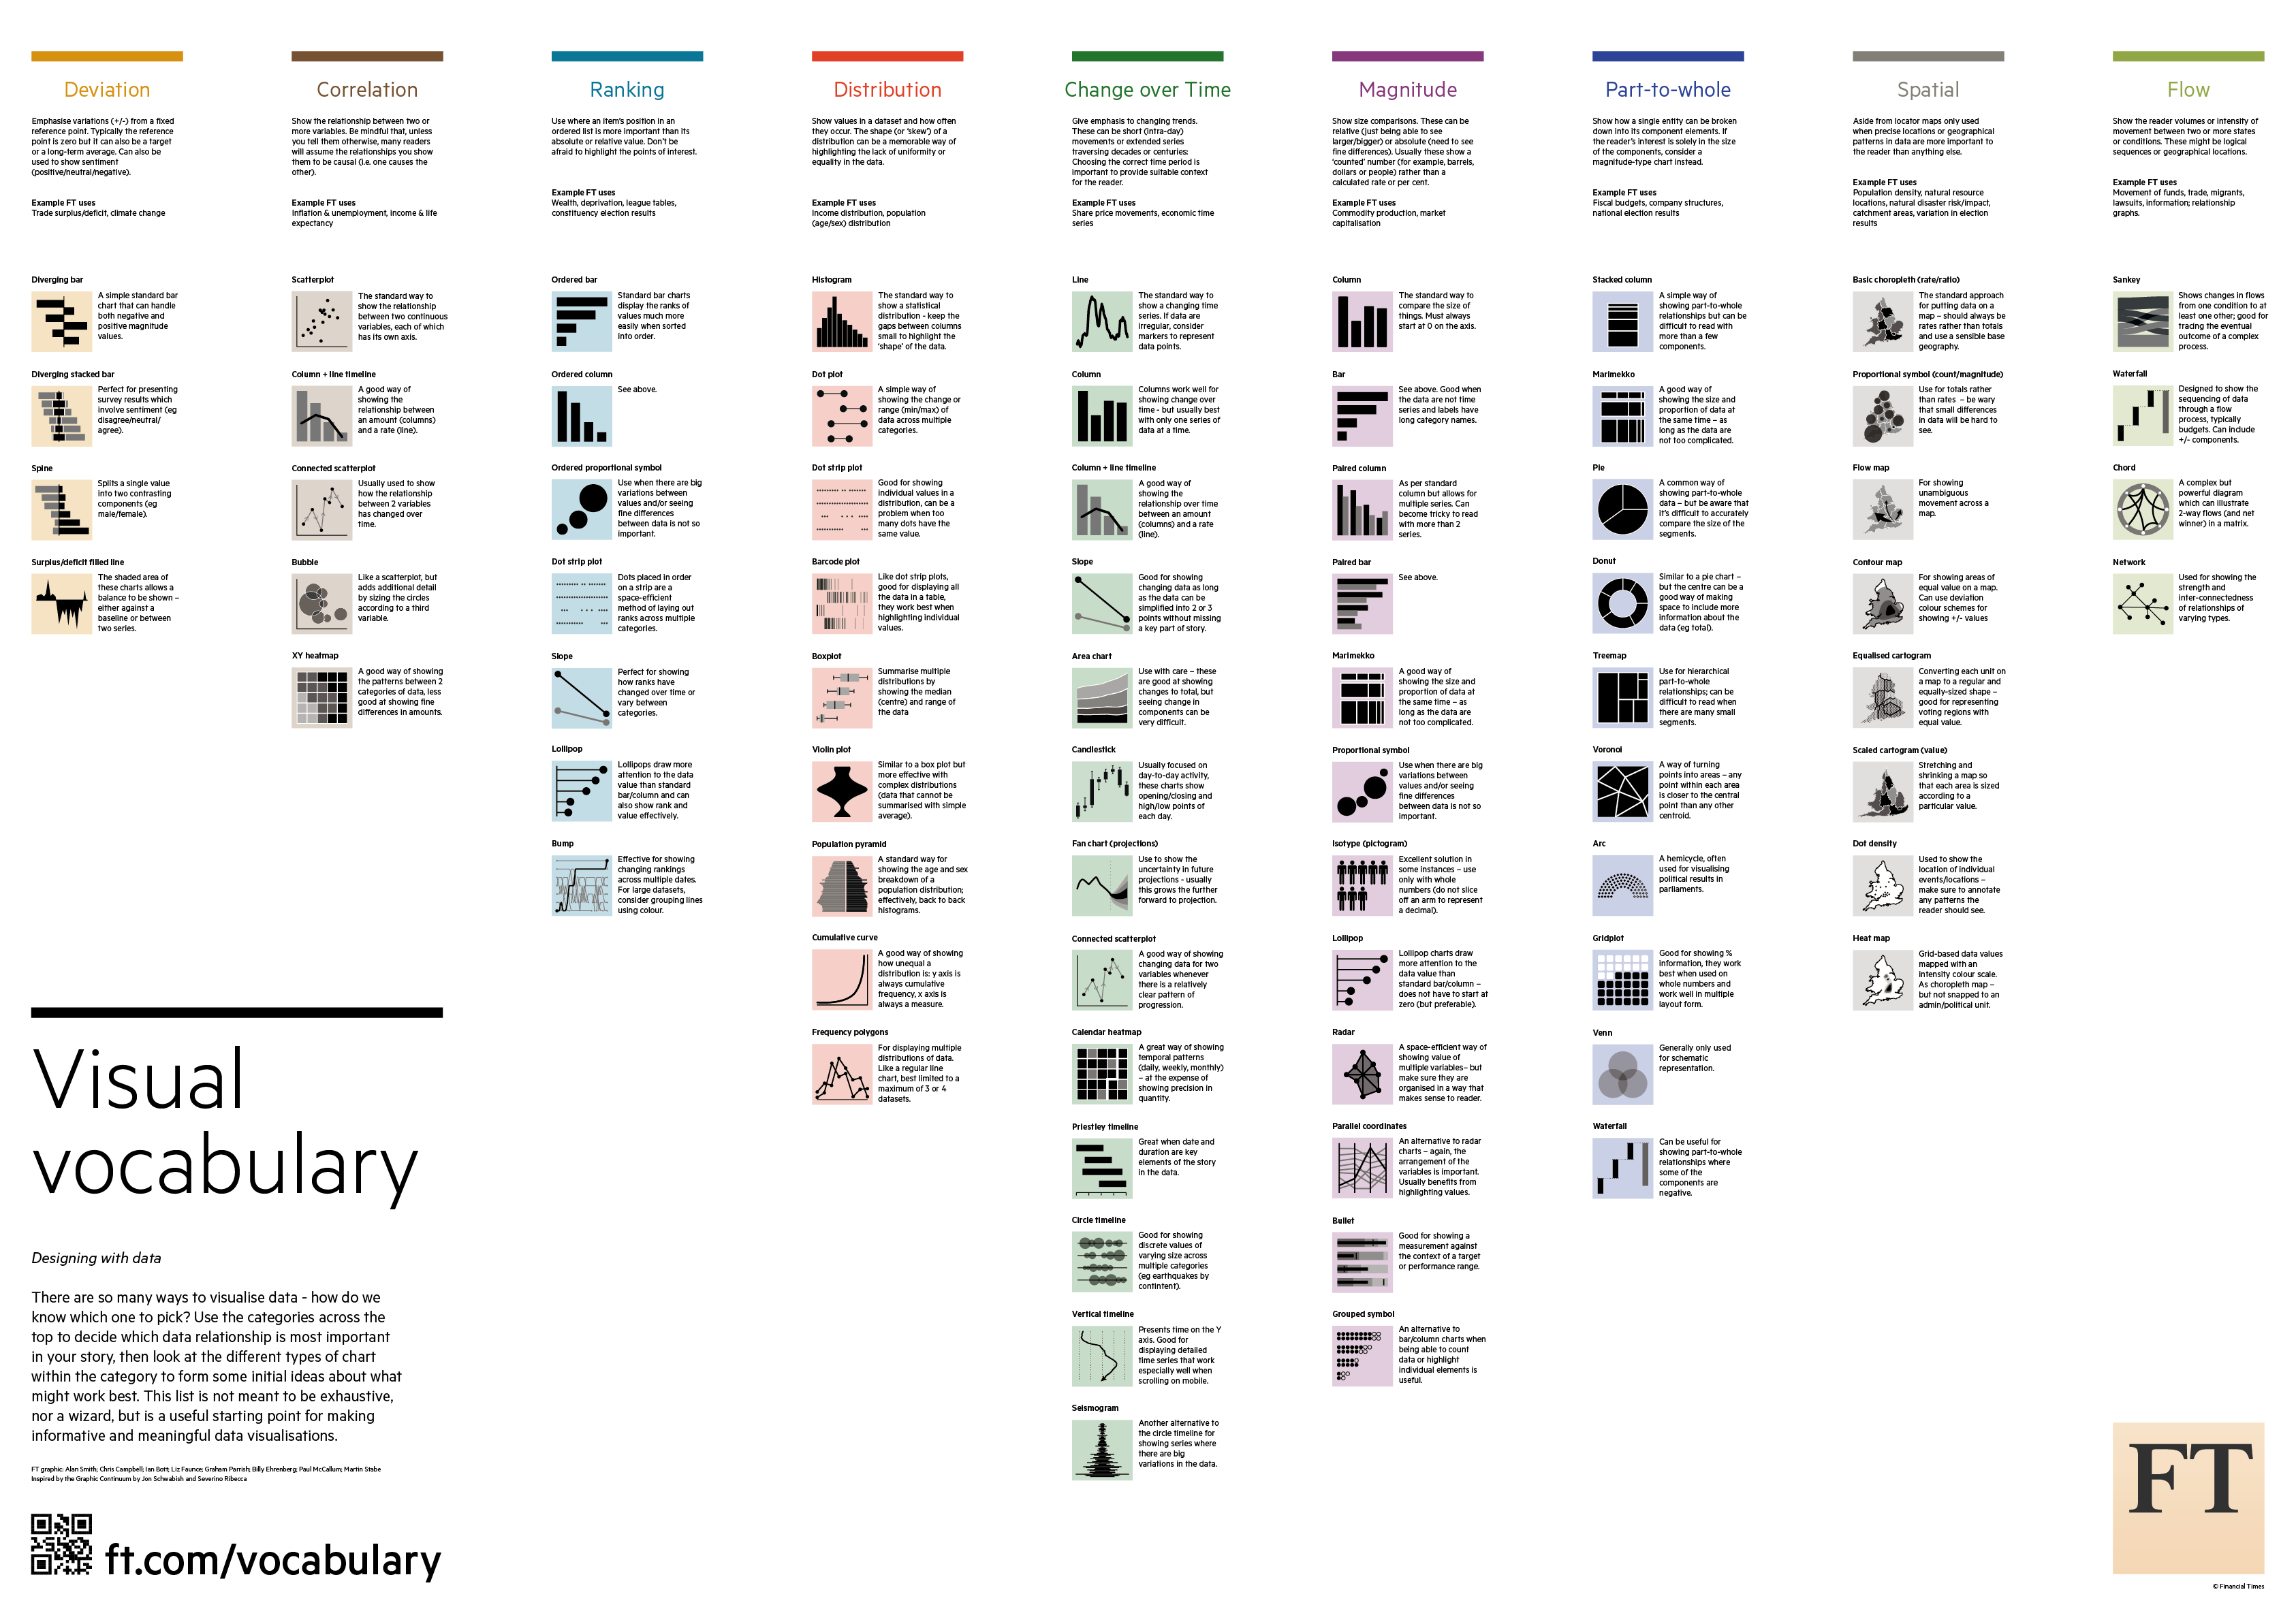 Deviation
Emphasise variations (+/-) from a fixed
reference point. Typically the reference
point is zero but it can also be a target
or a long-term average. Can also be
used to show sentiment
(positive/neutral/negative).
Example FT uses
Trade surplus/deficit, climate change
Diverging bar
A simple standard bar
chart that can handle
both negative and
positive magnitude
values.
Diverging stacked bar
Perfect for presenting
survey results which
involve sentiment (eg
disagree/neutral/
agree).
Spine
Splits a single value
into two contrasting
components (eg
male/female).
Surplus/deficit filled line
The shaded area of
these charts allows a
balance to be shown –
either against a
baseline or between
two series.
Correlation
Show the relationship between two or
more variables. Be mindful that, unless
you tell them otherwise, many readers
will assume the relationships you show
them to be causal (i.e. one causes the
other).
Example FT uses
Inflation & unemployment, income & life
expectancy
Scatterplot
The standard way to
show the relationship
between two continuous
variables, each of which
has its own axis.
Column + line timeline
A good way of
showing the
relationship between
an amount (columns)
and a rate (line).
Connected scatterplot
Usually used to show
how the relationship
between 2 variables
has changed over
time.
Bubble
Like a scatterplot, but
adds additional detail
by sizing the circles
according to a third
variable.
XY heatmap
A good way of showing
the patterns between 2
categories of data, less
good at showing fine
differences in amounts.
Ranking
Use where an item's position in an
ordered list is more important than its
absolute or relative value. Don't be
afraid to highlight the points of interest.
Example FT uses
Wealth, deprivation, league tables,
constituency election results
Ordered bar
Standard bar charts
display the ranks of
values much more
easily when sorted
into order.
Ordered column
See above.
Ordered proportional symbol
Use when there are big
variations between
values and/or seeing
fine differences
between data is not so
important.
Dot strip plot
Dots placed in order
on a strip are a
space-efficient
method of laying out
ranks across multiple
categories.
Slope
Perfect for showing
how ranks have
changed over time or
vary between
categories.
Lollipop
Lollipops draw more
attention to the data
value than standard
bar/column and can
also show rank and
value effectively.
Bump
Effective for showing
changing rankings
across multiple dates.
For large datasets,
consider grouping lines
using colour.
Distribution
Show values in a dataset and how often
they occur. The shape (or 'skew') of a
distribution can be a memorable way of
highlighting the lack of uniformity or
equality in the data.
Example FT uses
Income distribution, population
(age/sex) distribution
Histogram
The standard way to
show a statistical
distribution - keep the
gaps between columns
small to highlight the
'shape' of the data.
Dot plot
A simple way of
showing the change or
range (min/max) of
data across multiple
categories.
Dot strip plot
Good for showing
individual values in a
distribution, can be a
problem when too
many dots have the
same value.
Barcode plot
Like dot strip plots,
good for displaying all
the data in a table,
they work best when
highlighting individual
values.
Boxplot
Summarise multiple
distributions by
showing the median
(centre) and range of
the data
Violin plot
Similar to a box plot but
more effective with
complex distributions
(data that cannot be
summarised with simple
average).
Population pyramid
A standard way for
showing the age and sex
breakdown of a
population distribution;
effectively, back to back
histograms.
Cumulative curve
A good way of showing
how unequal a
distribution is: y axis is
always cumulative
frequency, x axis is
always a measure.
Frequency polygons
For displaying multiple
distributions of data.
Like a regular line
chart, best limited to a
maximum of 3 or 4
datasets.
Change over Time
Give emphasis to changing trends.
These can be short (intra-day)
movements or extended series
traversing decades or centuries:
Choosing the correct time period is
important to provide suitable context
for the reader.
Example FT uses
Share price movements, economic time
series
Line
The standard way to
show a changing time
series. If data are
irregular, consider
markers to represent
data points.
Column
Columns work well for
showing change over
time - but usually best
with only one series of
data at a time.
Column + line timeline
A good way of
showing the
relationship over time
between an amount
(columns) and a rate
(line).
Slope
Good for showing
changing data as long
as the data can be
simplified into 2 or 3
points without missing
a key part of story.
Area chart
Use with care – these
are good at showing
changes to total, but
seeing change in
components can be
very difficult.
Candlestick
Usually focused on
day-to-day activity,
these charts show
opening/closing and
high/low points of
each day.
Fan chart (projections)
Use to show the
uncertainty in future
projections - usually
this grows the further
forward to projection.
Connected scatterplot
A good way of showing
changing data for two
variables whenever
there is a relatively
clear pattern of
progression.
Calendar heatmap
A great way of showing
temporal patterns
(daily, weekly, monthly)
– at the expense of
showing precision in
quantity.
Priestley timeline
Great when date and
duration are key
elements of the story
in the data.
Circle timeline
Good for showing
discrete values of
varying size across
multiple categories
(eg earthquakes by
contintent).
Vertical timeline
Presents time on the Y
axis. Good for
displaying detailed
time series that work
especially well when
scrolling on mobile.
Seismogram
Another alternative to
the circle timeline for
showing series where
there are big
variations in the data.
Magnitude
Show size comparisons. These can be
relative (just being able to see
larger/bigger) or absolute (need to see
fine differences). Usually these show a
'counted' number (for example, barrels,
dollars or people) rather than a
calculated rate or per cent.
Example FT uses
Commodity production, market
capitalisation
Column
The standard way to
compare the size of
things. Must always
start at 0 on the axis.
Bar
See above. Good when
the data are not time
series and labels have
long category names.
Paired column
As per standard
column but allows for
multiple series. Can
become tricky to read
with more than 2
series.
Paired bar
See above.
Marimekko
A good way of
showing the size and
proportion of data at
the same time – as
long as the data are
not too complicated.
Proportional symbol
Use when there are big
variations between
values and/or seeing
fine differences
between data is not so
important.
Isotype (pictogram)
Excellent solution in
some instances – use
only with whole
numbers (do not slice
off an arm to represent
a decimal).
Lollipop
Lollipop charts draw
more attention to the
data value than
standard bar/column –
does not have to start at
zero (but preferable).
Radar
A space-efficient way of
showing value of
multiple variables– but
make sure they are
organised in a way that
makes sense to reader.
Parallel coordinates
An alternative to radar
charts – again, the
arrangement of the
variables is important.
Usually benefits from
highlighting values.
Bullet
Good for showing a
measurement against
the context of a target
or performance range.
Grouped symbol
An alternative to
bar/column charts when
being able to count
data or highlight
individual elements is
useful.
Part-to-whole
Show how a single entity can be broken
down into its component elements. If
the reader's interest is solely in the size
of the components, consider a
magnitude-type chart instead.
Example FT uses
Fiscal budgets, company structures,
national election results
Stacked column
A simple way of
showing part-to-whole
relationships but can be
difficult to read with
more than a few
components.
Marimekko
A good way of
showing the size and
proportion of data at
the same time – as
long as the data are
not too complicated.
Pie
A common way of
showing part-to-whole
data – but be aware that
it's difficult to accurately
compare the size of the
segments.
Donut
Similar to a pie chart –
but the centre can be a
good way of making
space to include more
information about the
data (eg total).
Treemap
Use for hierarchical
part-to-whole
relationships; can be
difficult to read when
there are many small
segments.
Voronoi
A way of turning
points into areas – any
point within each area
is closer to the central
point than any other
centroid.
Arc
A hemicycle, often
used for visualising
political results in
parliaments.
Gridplot
Good for showing %
information, they work
best when used on
whole numbers and
work well in multiple
layout form.
Venn
Generally only used
for schematic
representation.
Waterfall
Can be useful for
showing part-to-whole
relationships where
some of the
components are
negative.
Spatial
Aside from locator maps only used
when precise locations or geographical
patterns in data are more important to
the reader than anything else.
Example FT uses
Population density, natural resource
locations, natural disaster risk/impact,
catchment areas, variation in election
results
Basic choropleth (rate/ratio)
The standard approach
for putting data on a
map – should always be
rates rather than totals
and use a sensible base
geography.
Proportional symbol (count/magnitude)
Use for totals rather
than rates – be wary
that small differences
in data will be hard to
see.
Flow map
For showing
unambiguous
movement across a
map.
Contour map
For showing areas of
equal value on a map.
Can use deviation
colour schemes for
showing +/- values
Equalised cartogram
Converting each unit on
a map to a regular and
equally-sized shape –
good for representing
voting regions with
equal value.
Scaled cartogram (value)
Stretching and
shrinking a map so
that each area is sized
according to a
particular value.
Dot density
Used to show the
location of individual
events/locations –
make sure to annotate
any patterns the
reader should see.
Heat map
Grid-based data values
mapped with an
intensity colour scale.
As choropleth map –
but not snapped to an
admin/political unit.
Flow
Show the reader volumes or intensity of
movement between two or more states
or conditions. These might be logical
sequences or geographical locations.
Example FT uses
Movement of funds, trade, migrants,
lawsuits, information; relationship
graphs.
Sankey
Shows changes in flows
from one condition to at
least one other; good for
tracing the eventual
outcome of a complex
process.
Waterfall
Designed to show the
sequencing of data
through a flow
process, typically
budgets. Can include
+/- components.
Chord
A complex but
powerful diagram
which can illustrate
2-way flows (and net
winner) in a matrix.
Network
Used for showing the
strength and
inter-connectedness
of relationships of
varying types.
Visual
vocabulary
Designing with data
There are so many ways to visualise data - how do we
know which one to pick? Use the categories across the
top to decide which data relationship is most important
in your story, then look at the different types of chart
within the category to form some initial ideas about what
might work best. This list is not meant to be exhaustive,
nor a wizard, but is a useful starting point for making
informative and meaningful data visualisations.
FT graphic: Alan Smith; Chris Campbell; Ian Bott; Liz Faunce; Graham Parrish; Billy Ehrenberg; Paul McCallum; Martin Stabe
Inspired by the Graphic Continuum by Jon Schwabish and Severino Ribecca
ft.com/vocabulary
FT
© Financial Times